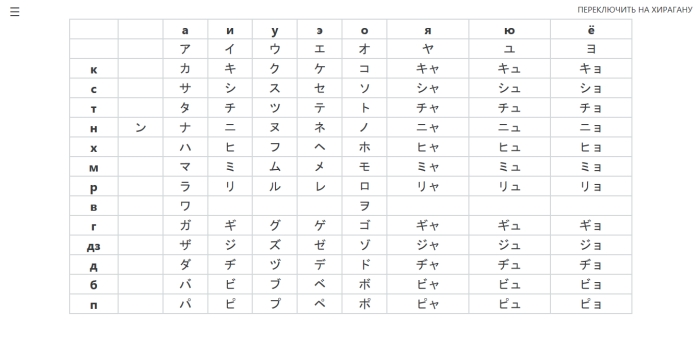 ПЕРЕКЛЮЧИТЬ НА ХИРАГАНУ
а и у э о я ю ё
ア イ ウ エ オ ヤ ユ ヨ
к カ キ ク ケ コ キャ キュ キョ
с サ シ ス セ ソ シャ シュ ショ
т タ チ ツ テ ト チャ チュ チョ
н ン ナ ニ ヌ ネ ノ ニャ ニュ ニョ
х ハ ヒ フ ヘ ホ ヒャ ヒュ ヒョ
м マ ミ ム メ モ ミャ ミュ ミョ
р ラ リ ル レ ロ リャ リュ リョ
в ワ ヲ
г ガ ギ グ ゲ ゴ ギャ ギュ ギョ
дз ザ ジ ズ ゼ ゾ ジャ ジュ ジョ
д ダ ヂ ヅ デ ド ヂャ ヂュ ヂョ
б バ ビ ブ ベ ボ ビャ ビュ ビョ
п パ ピ プ ペ ポ ピャ ピュ ピョ